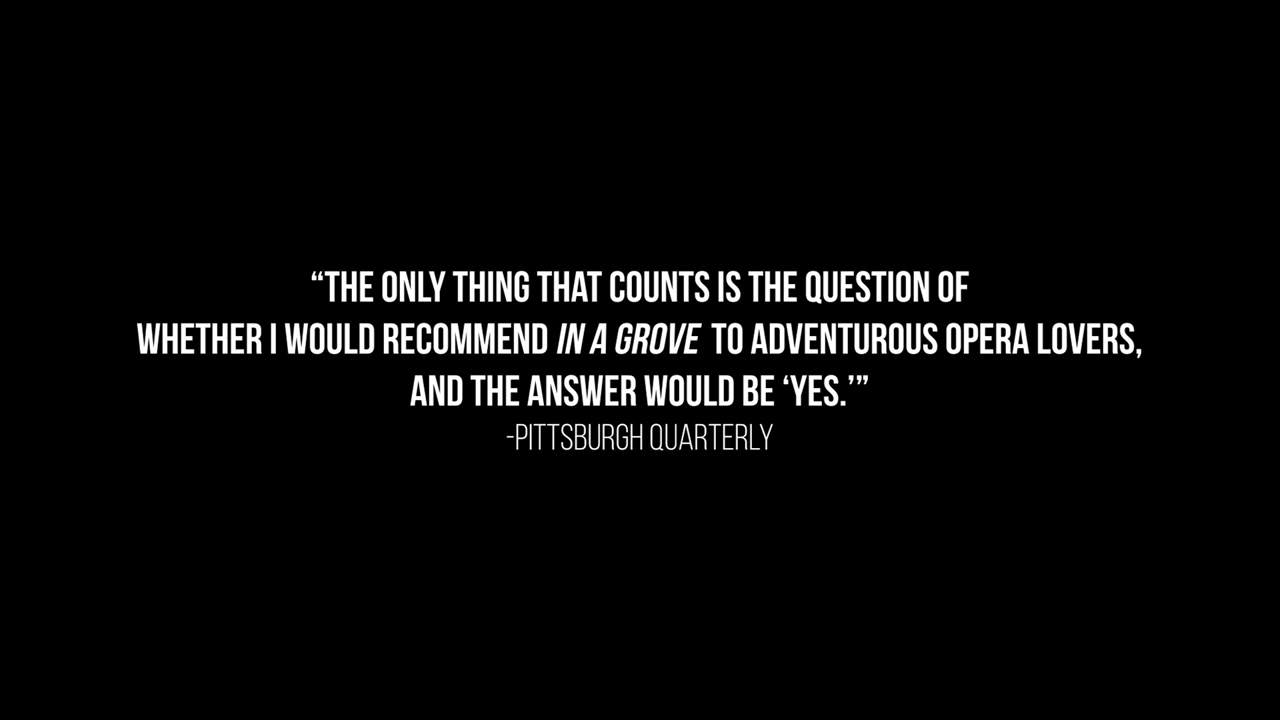 “THE ONLY THING THAT COUNTS IS THE QUESTION OF
WHETHER I WOULD RECOMMEND IN A GROVE TO ADVENTUROUS OPERA LOVERS,
AND THE ANSWER WOULD BE ‘YES.’”
-PITTSBURGH QUARTERLY